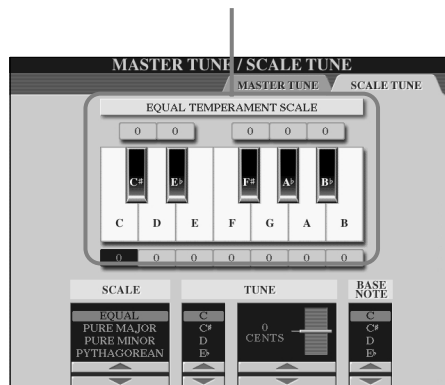 MASTER TUNE / SCALE TUNE
MASTER TUNE SCALE TUNE
EQUAL TEMPERAMENT SCALE
0 0 0 0 0
C# E♭ F# A♭ B♭
C D E F G A B
0 0 0 0 0 0 0
SCALE TUNE BASE NOTE
EQUAL
PURE MAJOR
PURE MINOR
PYTHAGOREAN
C
C#
D
E♭
0
CENTS
C
C#
D
E♭